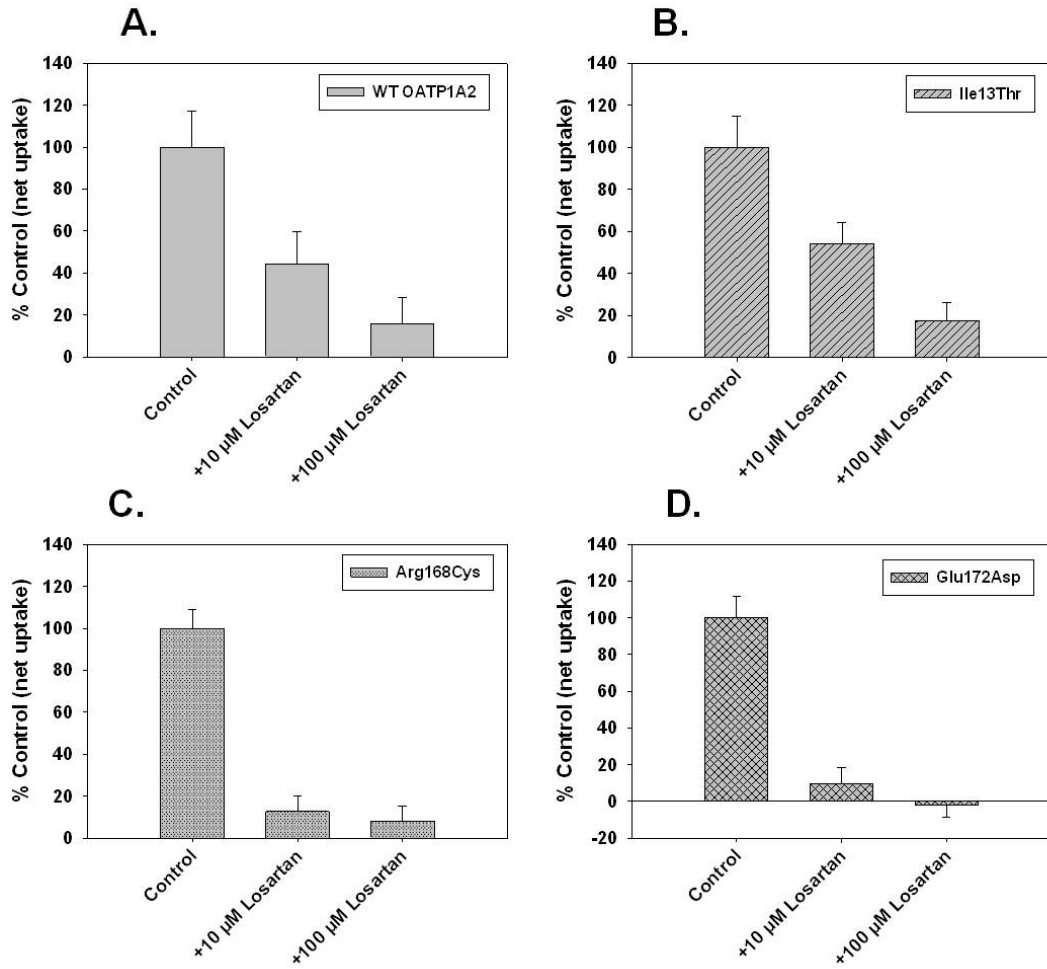 A.
% Control (net uptake)
140
120
100
80
60
40
20
0
WT OATP1A2
Control
+10 µM Losartan
+100 µM Losartan
B.
% Control (net uptake)
140
120
100
80
60
40
20
0
Ile13Thr
Control
+10 µM Losartan
+100 µM Losartan
C.
% Control (net uptake)
140
120
100
80
60
40
20
0
Arg168Cys
Control
+10 µM Losartan
+100 µM Losartan
D.
% Control (net uptake)
140
120
100
80
60
40
20
0
-20
Glu172Asp
Control
+10 µM Losartan
+100 µM Losartan